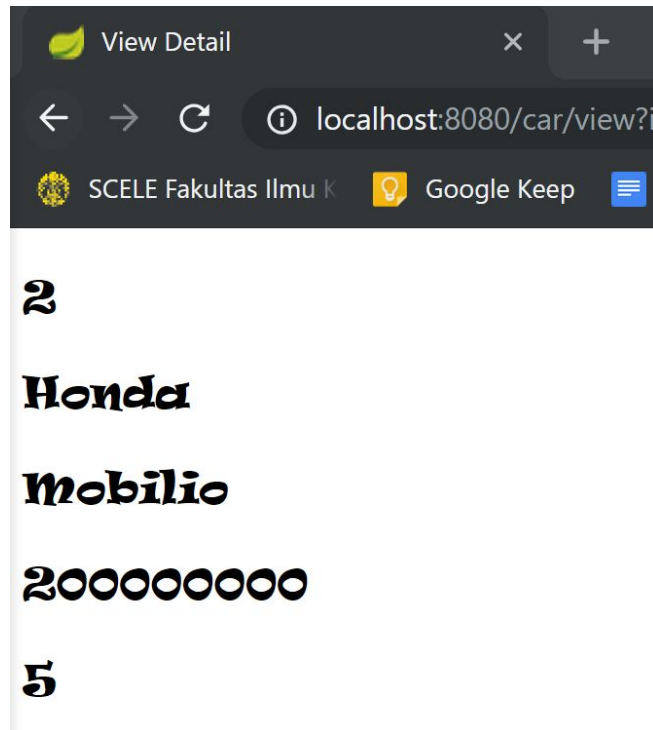 View Detail
localhost:8080/car/view?i
SCELE Fakultas Ilmu K
Google Keep
2
Honda
Mobilio
200000000
5